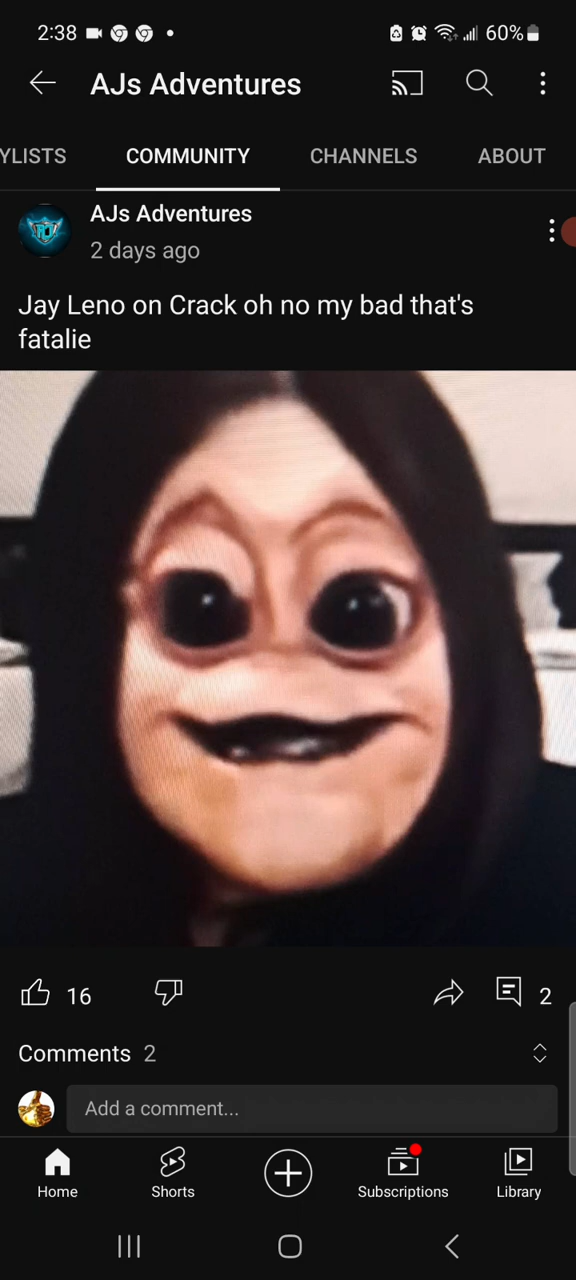 2:38
60%
AJs Adventures
YLISTS
COMMUNITY
CHANNELS
ABOUT
AJs Adventures
2 days ago
Jay Leno on Crack oh no my bad that's
fatalie
16
2
Comments 2
Add a comment...
Home
Shorts
Subscriptions
Library